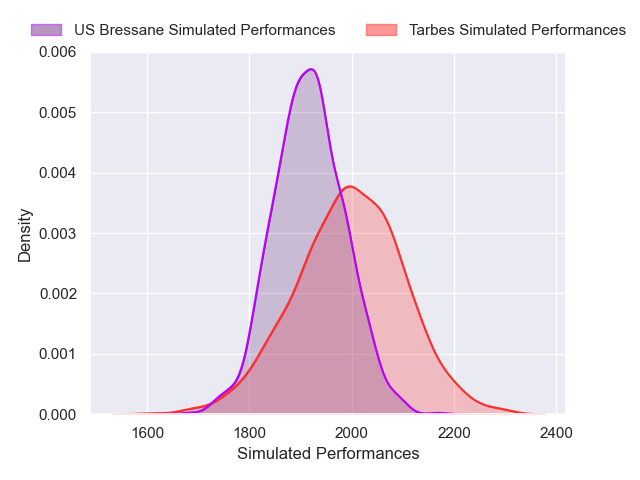 US Bressane Simulated Performances Tarbes Simulated Performances
0.006
0.005
0.004
0.003
0.002
0.001
0.000
Density
1600 1800 2000 2200 2400
Simulated Performances